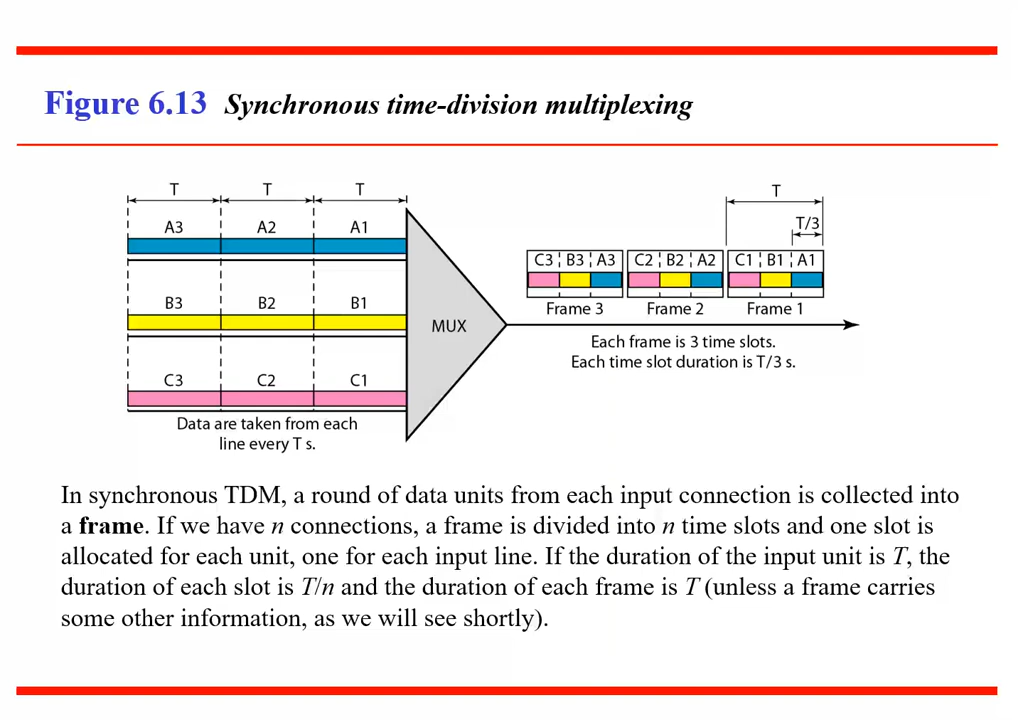 Figure 6.13 Synchronous time-division multiplexing
T T T
T
T/3
A3 A2 A1
B3 B2 B1
C3 C2 C1
MUX
C3 B3 A3 C2 B2 A2 C1 B1 A1
Frame 3 Frame 2 Frame 1
Each frame is 3 time slots.
Each time slot duration is T/3 s.
Data are taken from each
line every T s.
In synchronous TDM, a round of data units from each input connection is collected into
a frame. If we have n connections, a frame is divided into n time slots and one slot is
allocated for each unit, one for each input line. If the duration of the input unit is T, the
duration of each slot is T/n and the duration of each frame is T (unless a frame carries
some other information, as we will see shortly).